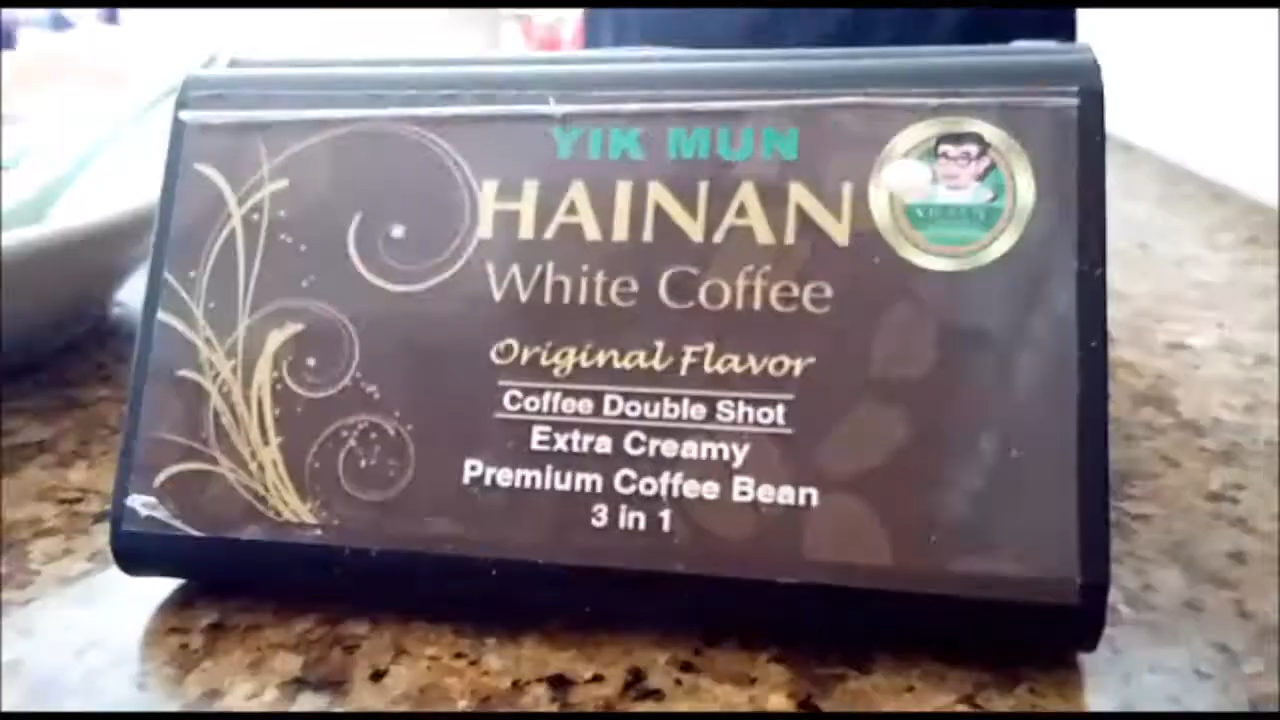 YIK MUN
HAINAN
White Coffee
Original Flavor
Coffee Double Shot
Extra Creamy
Premium Coffee Bean
3 in 1